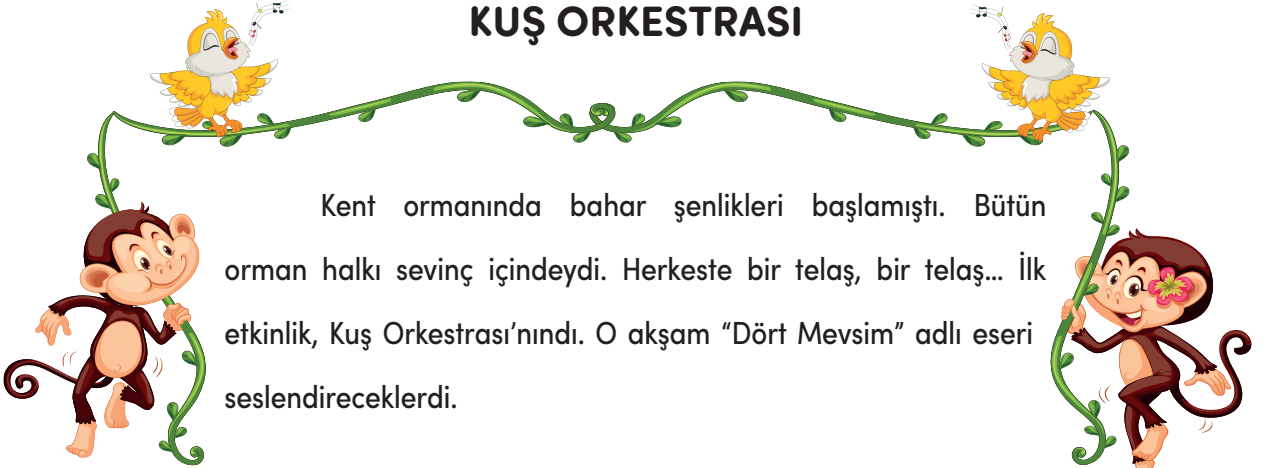 KUŞ ORKESTRASI
Kent ormanında bahar şenlikleri başlamıştı. Bütün
orman halkı sevinç içindeydi. Herkeste bir telaş, bir telaş... İlk
etkinlik, Kuş Orkestrası’nındı. O akşam “Dört Mevsim” adlı eseri
seslendireceklerdi.